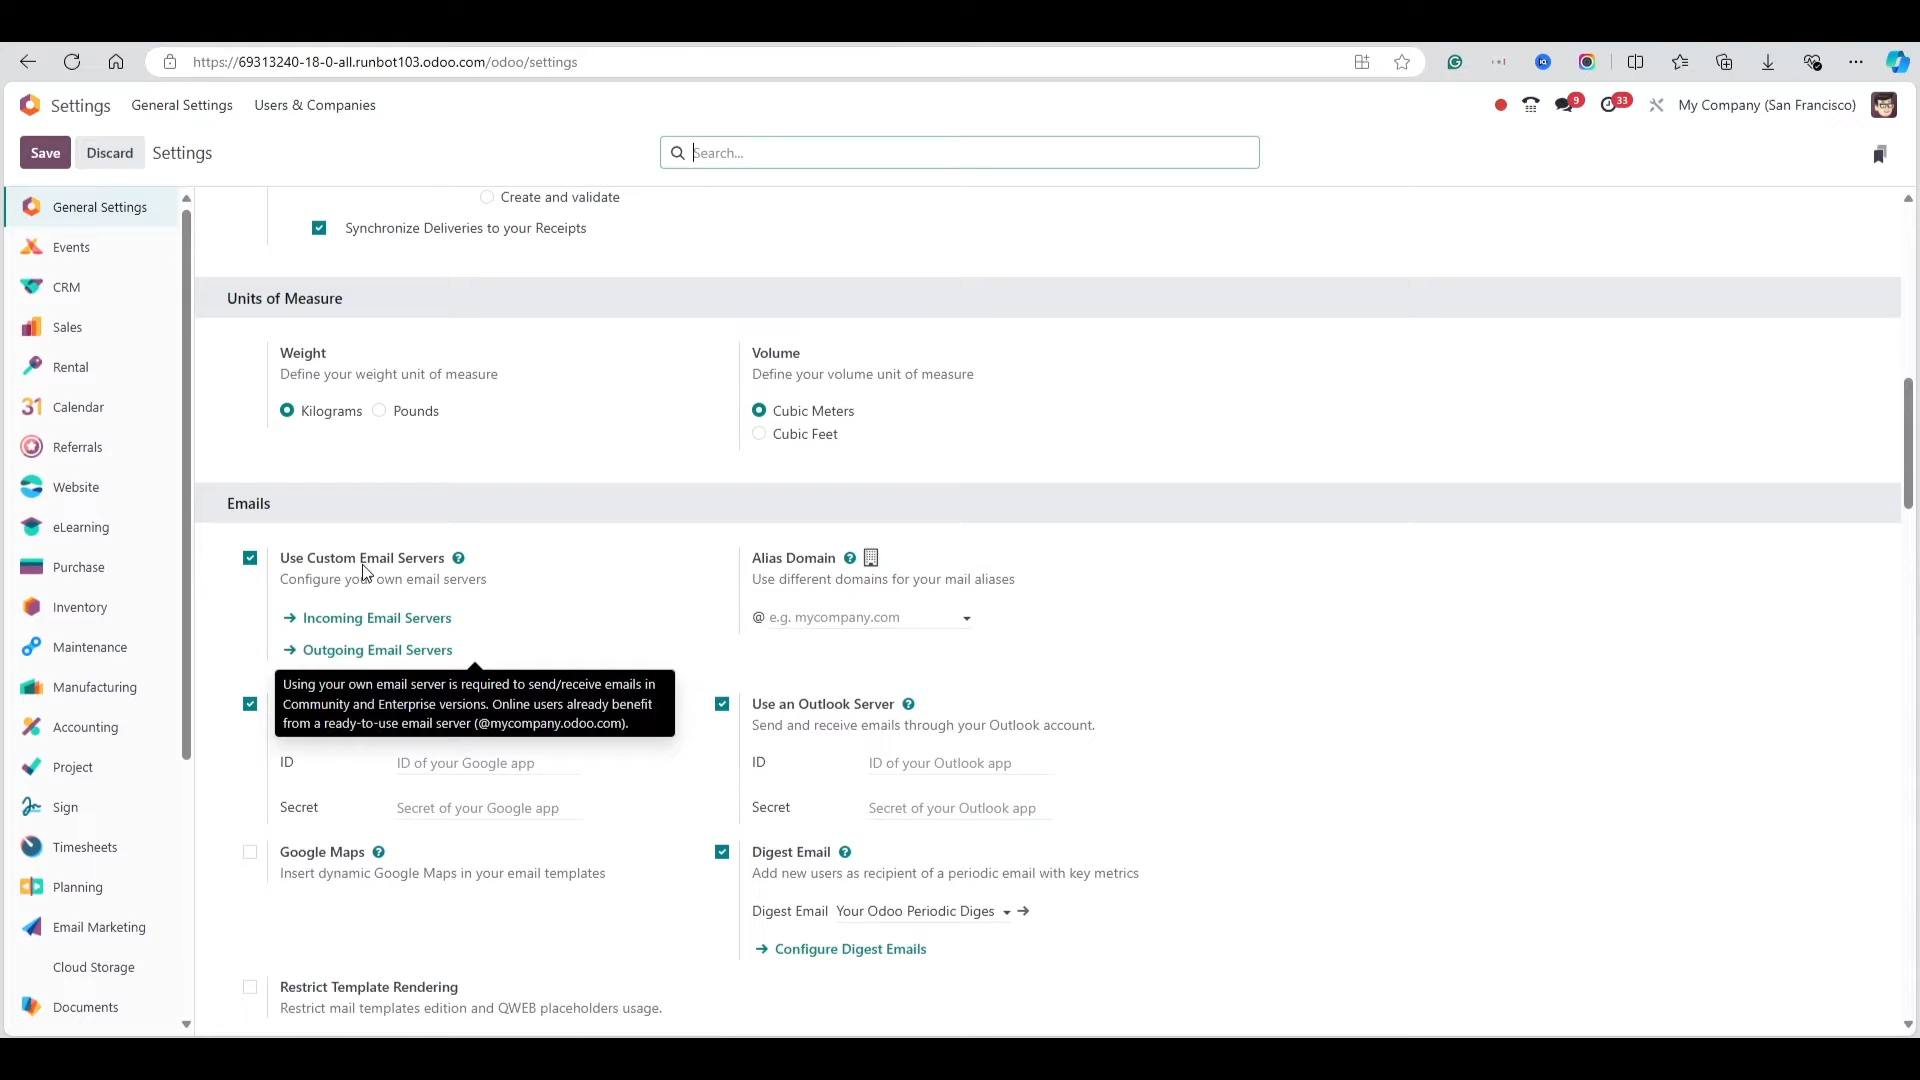 https://69313240-18-0-all.runbot103.odoo.com/odoo/settings
Settings General Settings Users & Companies 9 33 My Company (San Francisco)
Save Discard Settings Search...
General Settings
Events
CRM
Sales
Rental
31 Calendar
Referrals
Website
eLearning
Purchase
Inventory
Maintenance
Manufacturing
Accounting
Project
Sign
Timesheets
Planning
Email Marketing
Cloud Storage
Documents
Create and validate
Synchronize Deliveries to your Receipts
Units of Measure
Weight
Define your weight unit of measure
Kilograms Pounds
Volume
Define your volume unit of measure
Cubic Meters
Cubic Feet
Emails
Use Custom Email Servers ?
Configure your own email servers
→ Incoming Email Servers
→ Outgoing Email Servers
Alias Domain ?
Use different domains for your mail aliases
@ e.g. mycompany.com
Using your own email server is required to send/receive emails in
Community and Enterprise versions. Online users already benefit
from a ready-to-use email server (@mycompany.odoo.com).
ID ID of your Google app
Secret Secret of your Google app
Use an Outlook Server ?
Send and receive emails through your Outlook account.
ID ID of your Outlook app
Secret Secret of your Outlook app
Google Maps ?
Insert dynamic Google Maps in your email templates
Digest Email ?
Add new users as recipient of a periodic email with key metrics
Digest Email Your Odoo Periodic Diges →
→ Configure Digest Emails
Restrict Template Rendering
Restrict mail templates edition and QWEB placeholders usage.